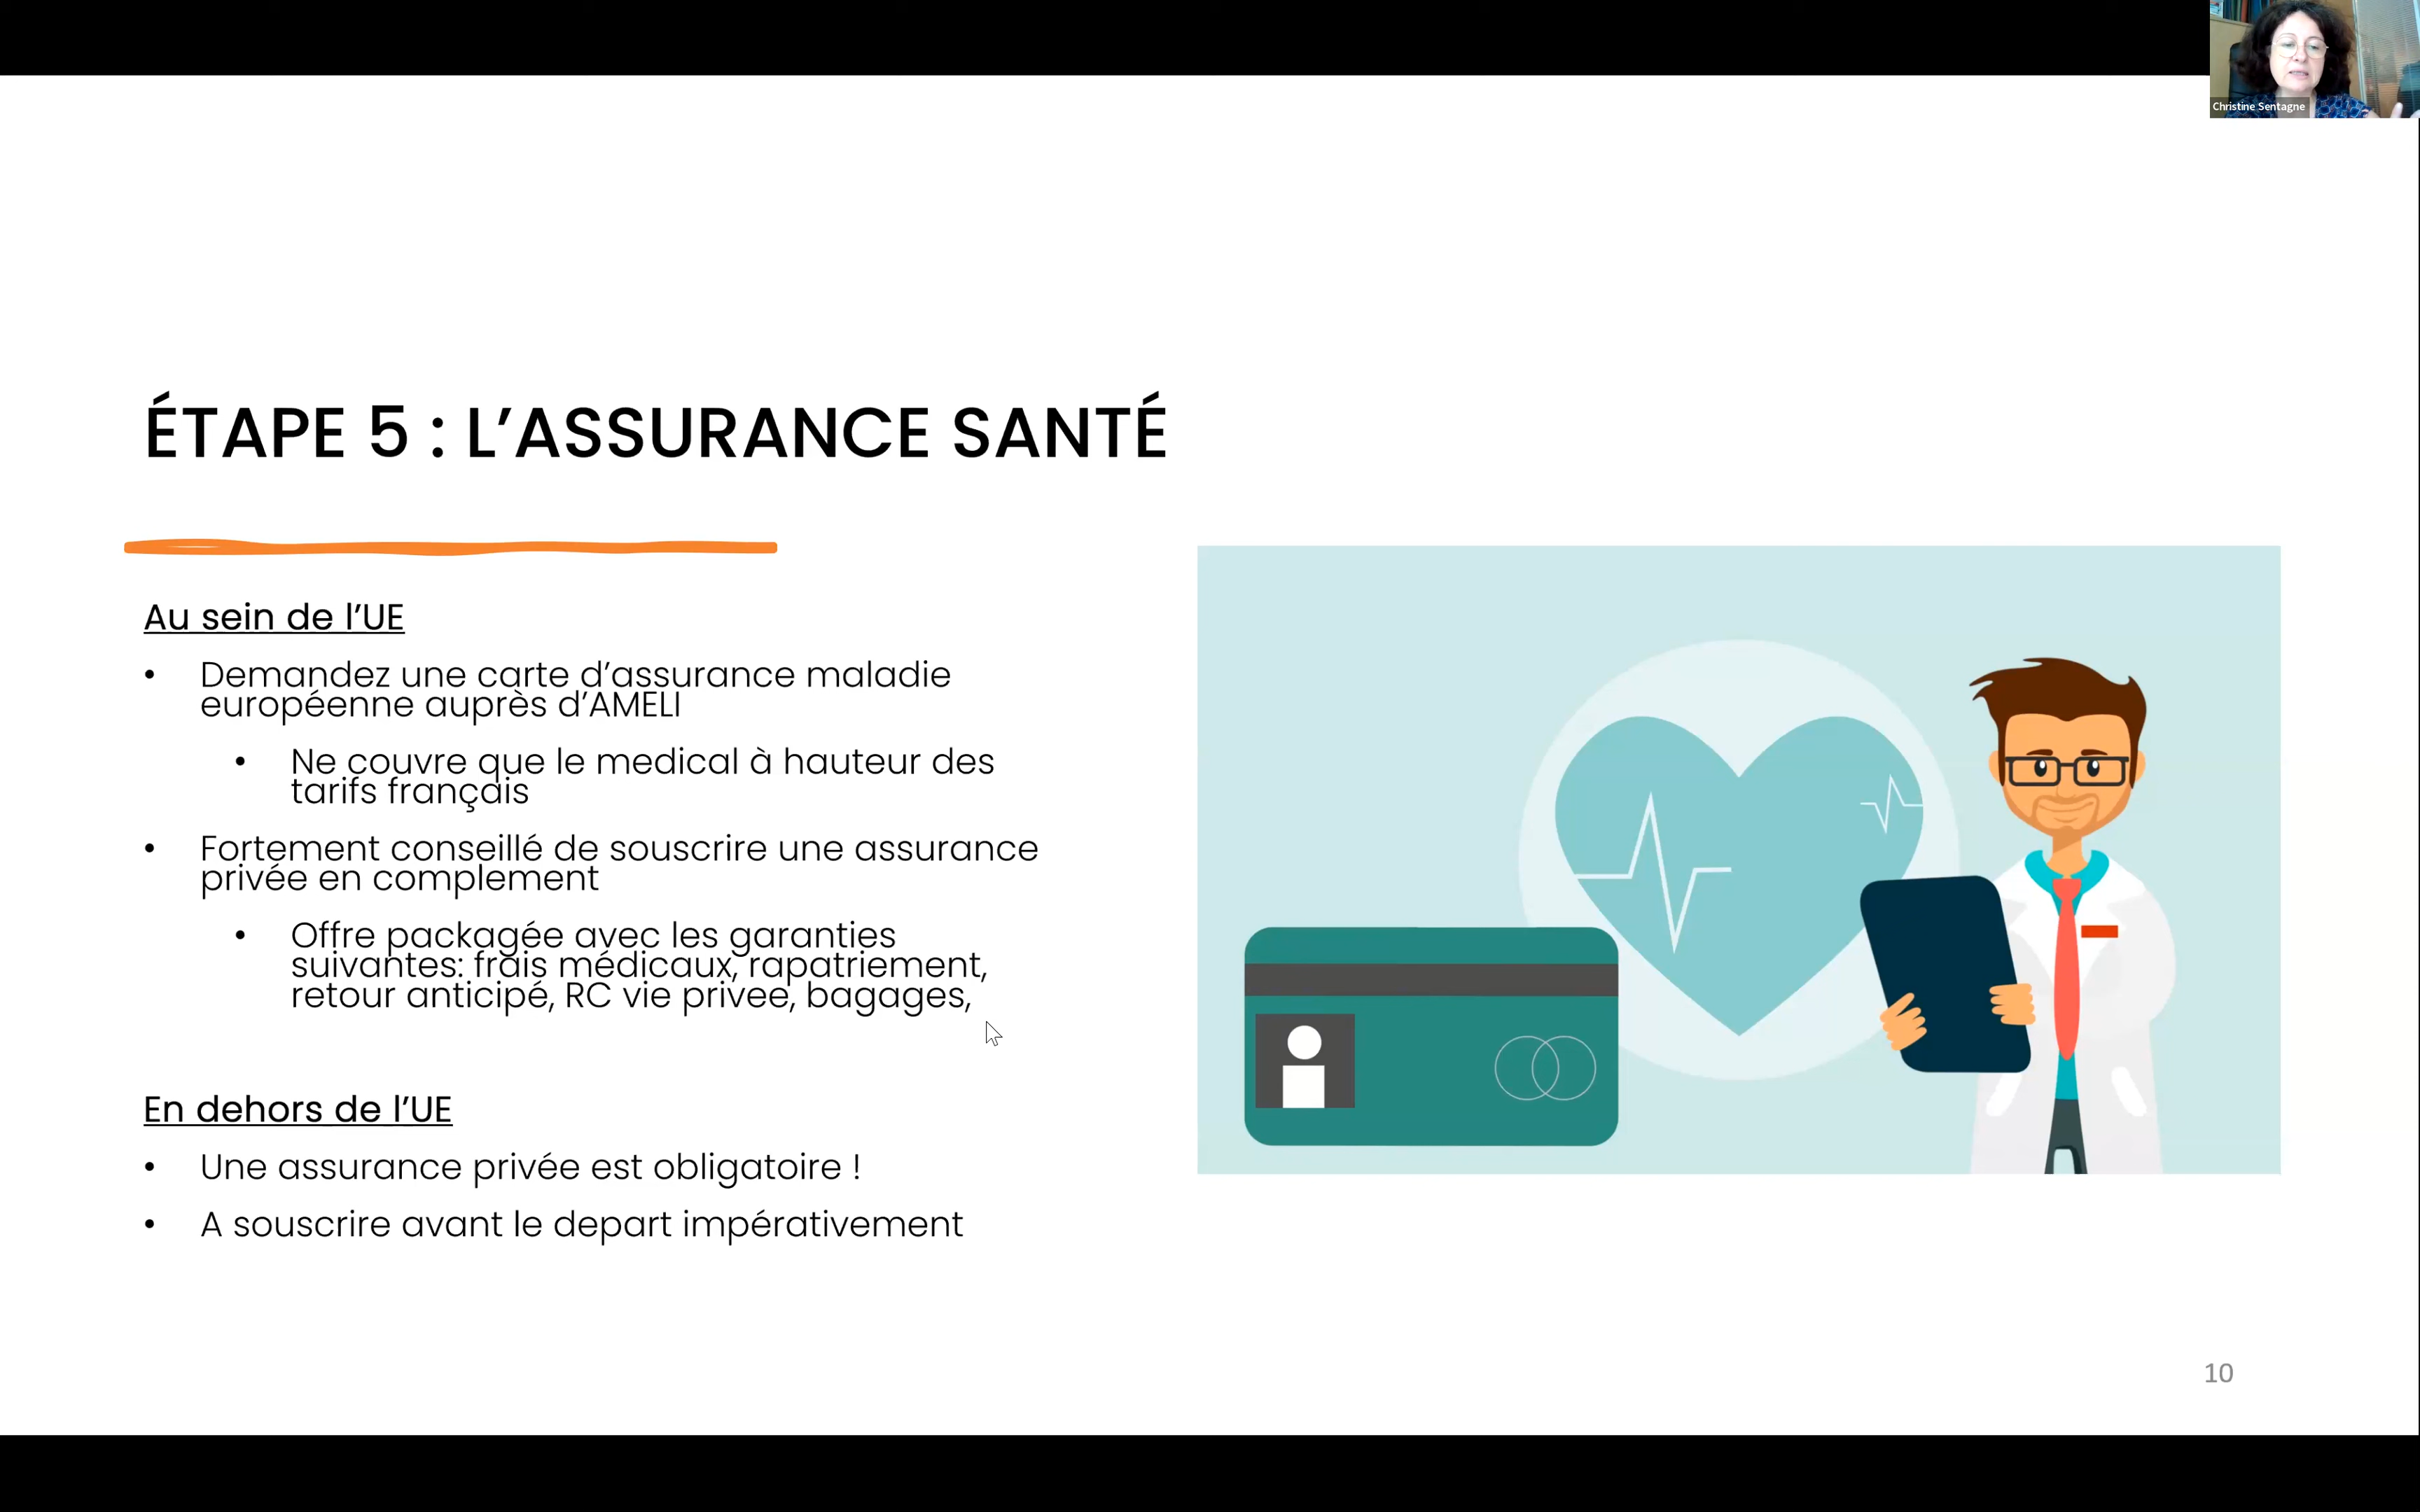 Christine Sentagne
ÉTAPE 5 : L’ASSURANCE SANTÉ
Au sein de l’UE
• Demandez une carte d’assurance maladie
européenne auprès d’AMELI
• Ne couvre que le medical à hauteur des
tarifs français
• Fortement conseillé de souscrire une assurance
privée en complement
• Offre packagée avec les garanties
suivantes: frais médicaux, rapatriement,
retour anticipé, RC vie privee, bagages,
En dehors de l’UE
• Une assurance privée est obligatoire !
• A souscrire avant le depart impérativement
10